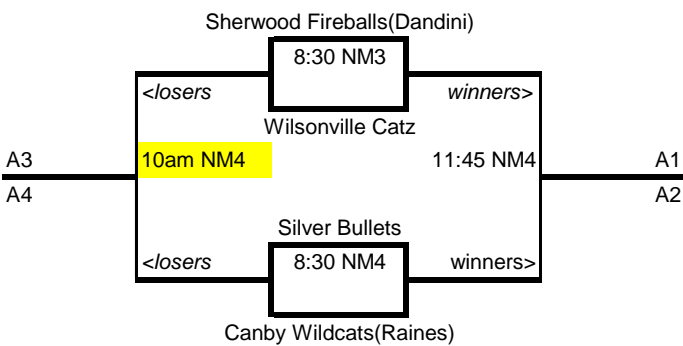 Sherwood Fireballs(Dandini)
8:30 NM3
<losers winners>
Wilsonville Catz
A3 10am NM4 11:45 NM4 A1
A4 A2
Silver Bullets
<losers 8:30 NM4 winners>
Canby Wildcats(Raines)